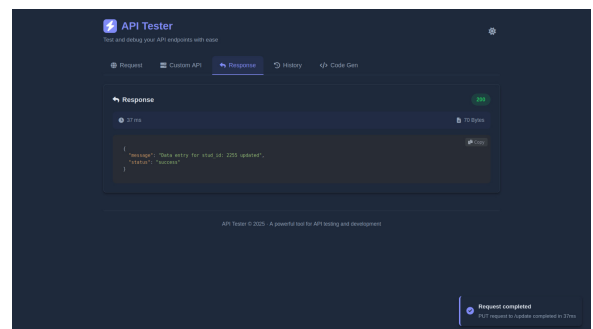 API Tester
Test and debug your API endpoints with ease
Request Custom API Response History </> Code Gen
Response 200
37 ms 70 Bytes
Copy
{
"message": "Data entry for stud_id: 2255 updated",
"status": "success"
}
API Tester © 2025 · A powerful tool for API testing and development
Request completed
PUT request to /update completed in 37ms